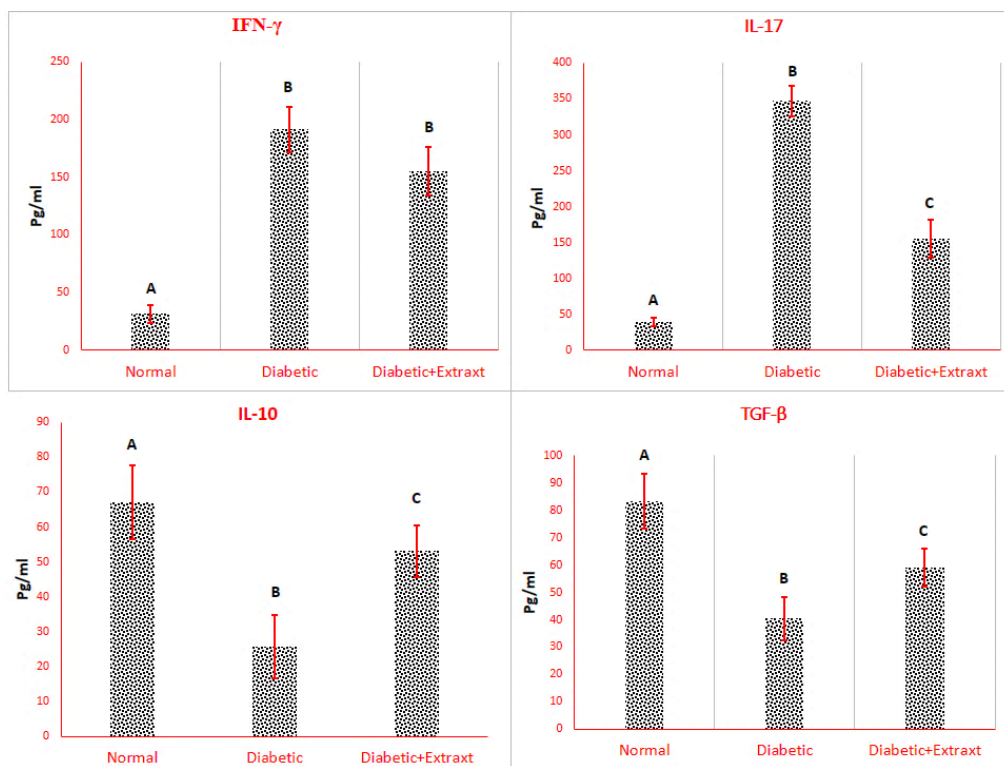 IFN-γ
250
200
150
100
50
0
Pg/ml
A
B
B
Normal Diabetic Diabetic+Extraxt
IL-17
400
350
300
250
200
150
100
50
0
Pg/ml
A
B
C
Normal Diabetic Diabetic+Extraxt
IL-10
90
80
70
60
50
40
30
20
10
0
Pg/ml
A
B
C
Normal Diabetic Diabetic+Extraxt
TGF-β
100
90
80
70
60
50
40
30
20
10
0
Pg/ml
A
B
C
Normal Diabetic Diabetic+Extraxt